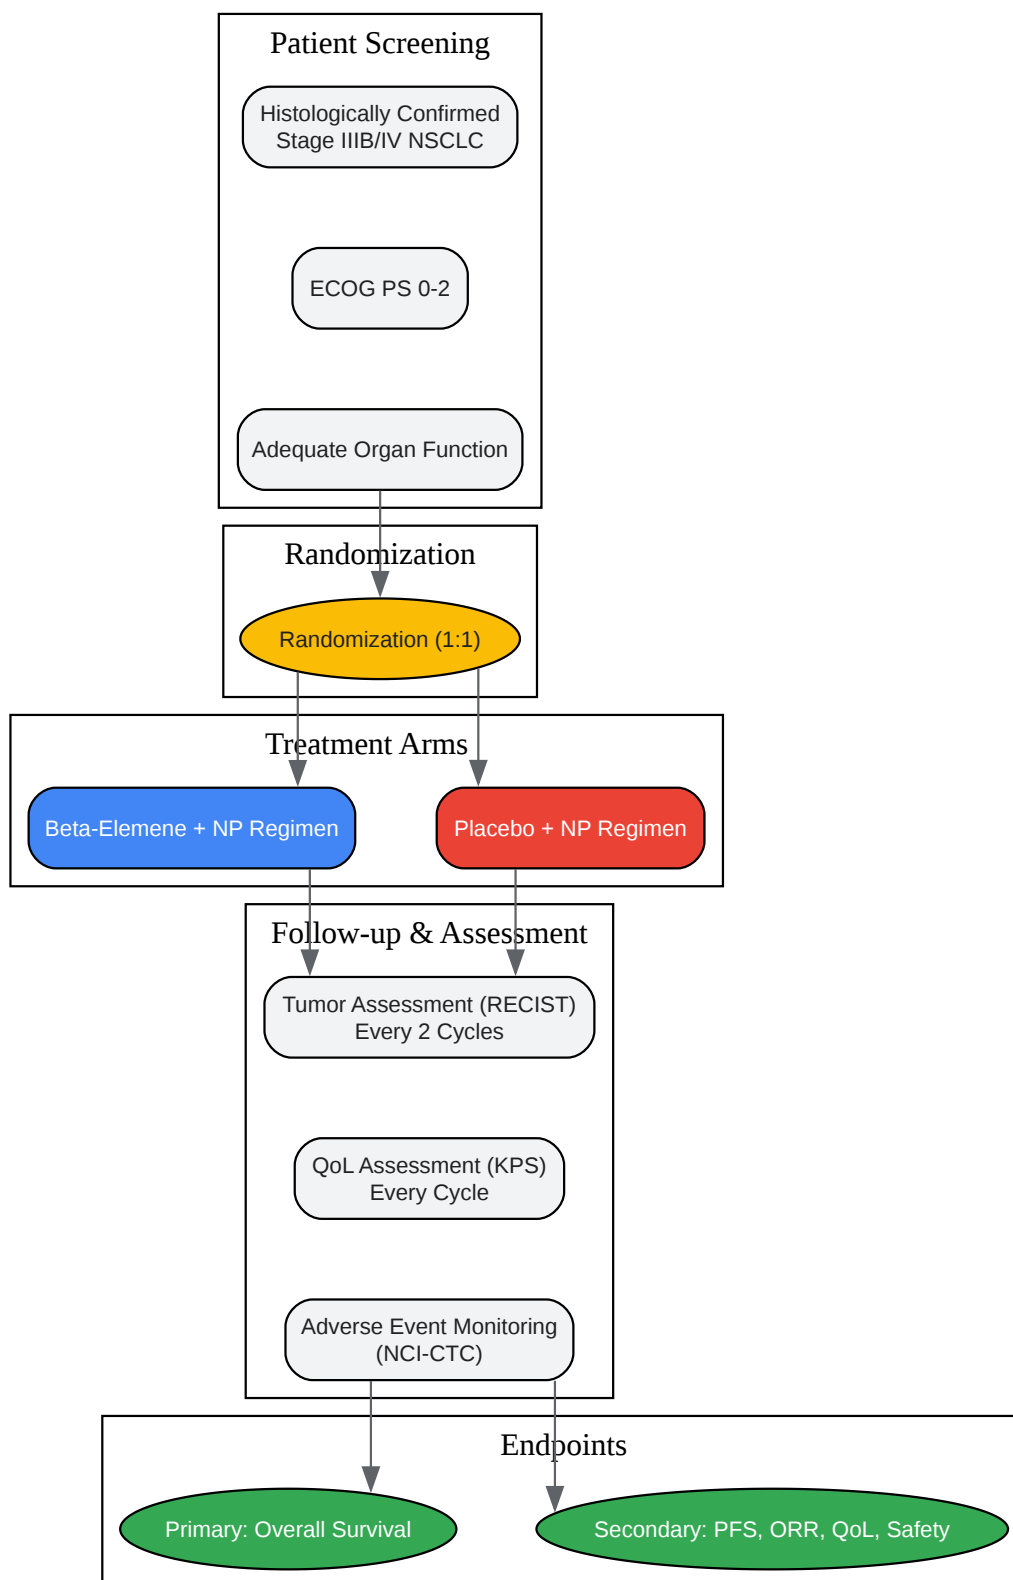 Patient Screening
Histologically Confirmed
Stage IIIB/IV NSCLC
ECOG PS 0-2
Adequate Organ Function
Randomization
Randomization (1:1)
Treatment Arms
Beta-Elemene + NP Regimen
Placebo + NP Regimen
Follow-up & Assessment
Tumor Assessment (RECIST)
Every 2 Cycles
QoL Assessment (KPS)
Every Cycle
Adverse Event Monitoring
(NCI-CTC)
Endpoints
Primary: Overall Survival
Secondary: PFS, ORR, QoL, Safety